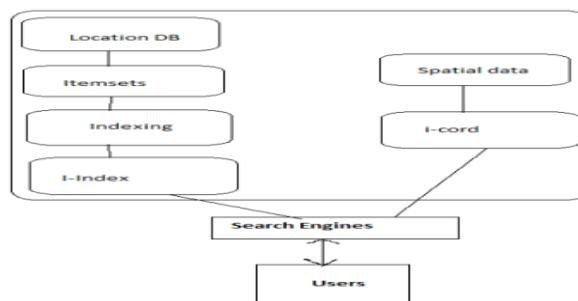 Location DB
Itemsets
Indexing
I-Index
Spatial data
i-cord
Search Engines
Users